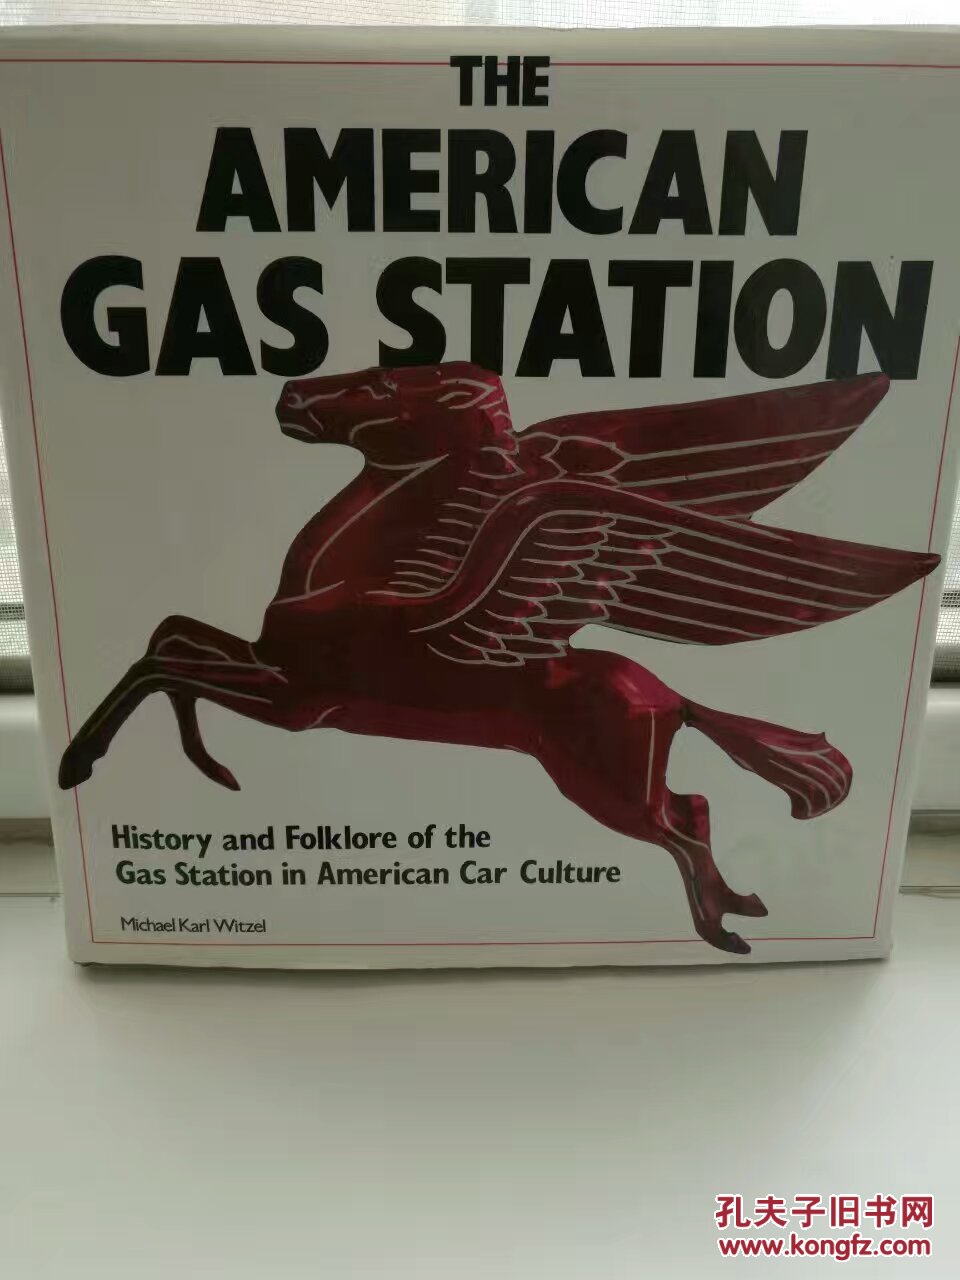 THE
AMERICAN
GAS STATION
History and Folklore of the
Gas Station in American Car Culture
Michael Karl Witzel
孔夫子旧书网
www.kongfz.com